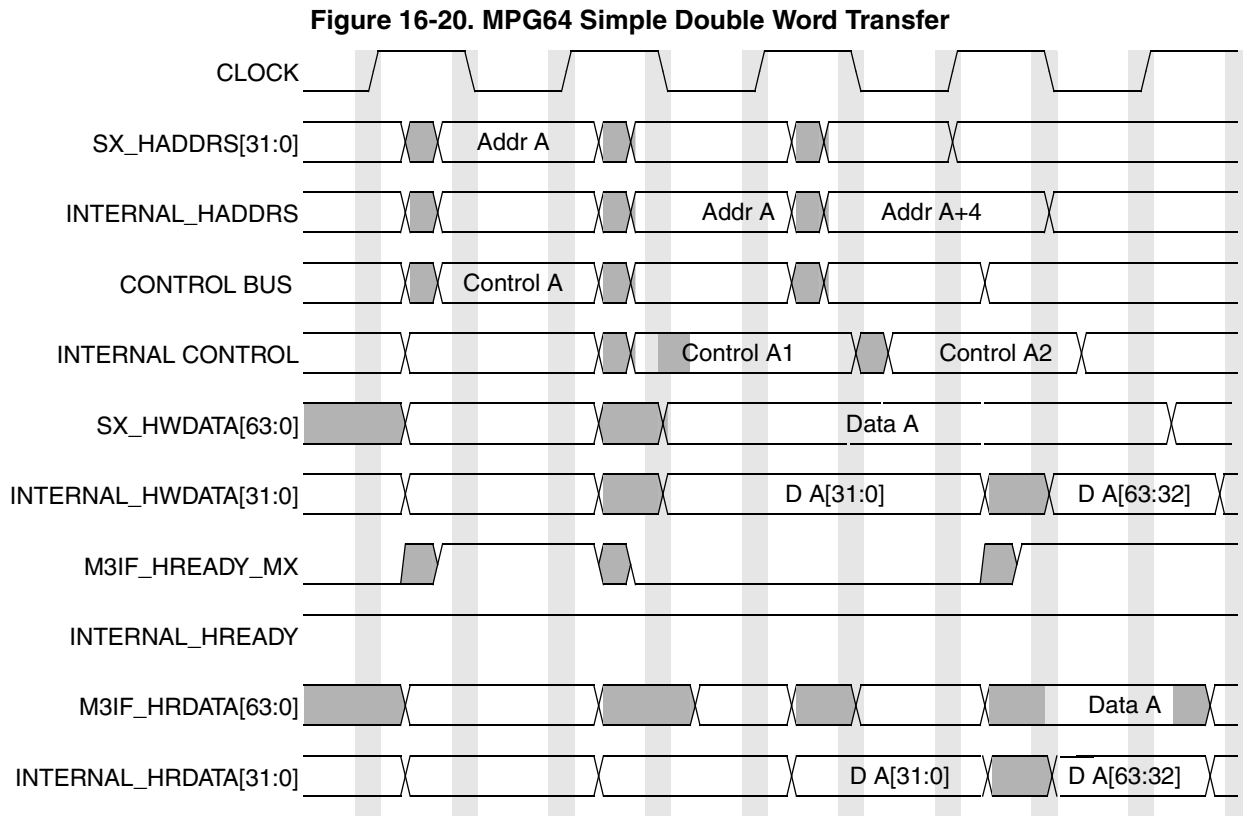 Figure 16-20. MPG64 Simple Double Word Transfer
CLOCK
SX_HADDRS[31:0]
Addr A
INTERNAL_HADDRS
Addr A
Addr A+4
CONTROL BUS
Control A
INTERNAL CONTROL
Control A1
Control A2
SX_HWDATA[63:0]
Data A
INTERNAL_HWDATA[31:0]
D A[31:0]
D A[63:32]
M3IF_HREADY_MX
INTERNAL_HREADY
M3IF_HRDATA[63:0]
Data A
INTERNAL_HRDATA[31:0]
D A[31:0]
D A[63:32]